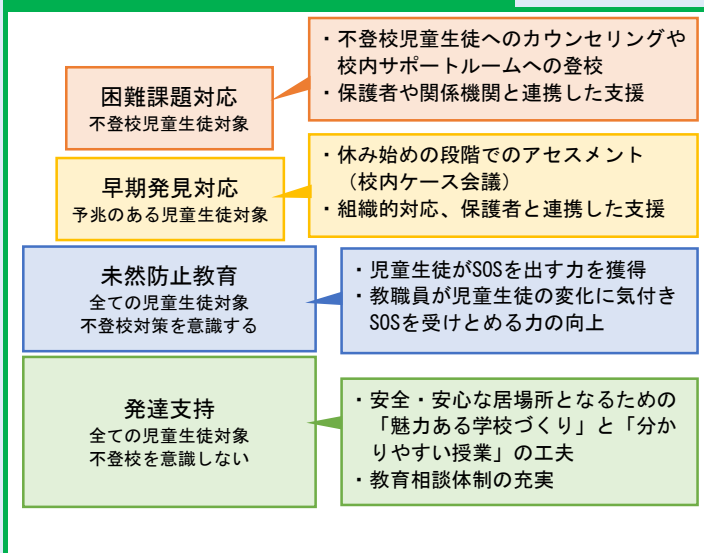 困難課題対応
不登校児童生徒対象
・不登校児童生徒へのカウンセリングや
校内サポートルームへの登校
・保護者や関係機関と連携した支援
早期発見対応
予兆のある児童生徒対象
・休み始めの段階でのアセスメント
（校内ケース会議）
・組織的対応、保護者と連携した支援
未然防止教育
全ての児童生徒対象
不登校対策を意識する
・児童生徒がSOSを出す力を獲得
・教職員が児童生徒の変化に気付き
SOSを受けとめる力の向上
発達支持
全ての児童生徒対象
不登校を意識しない
・安全・安心な居場所となるための
「魅力ある学校づくり」と「分か
りやすい授業」の工夫
・教育相談体制の充実